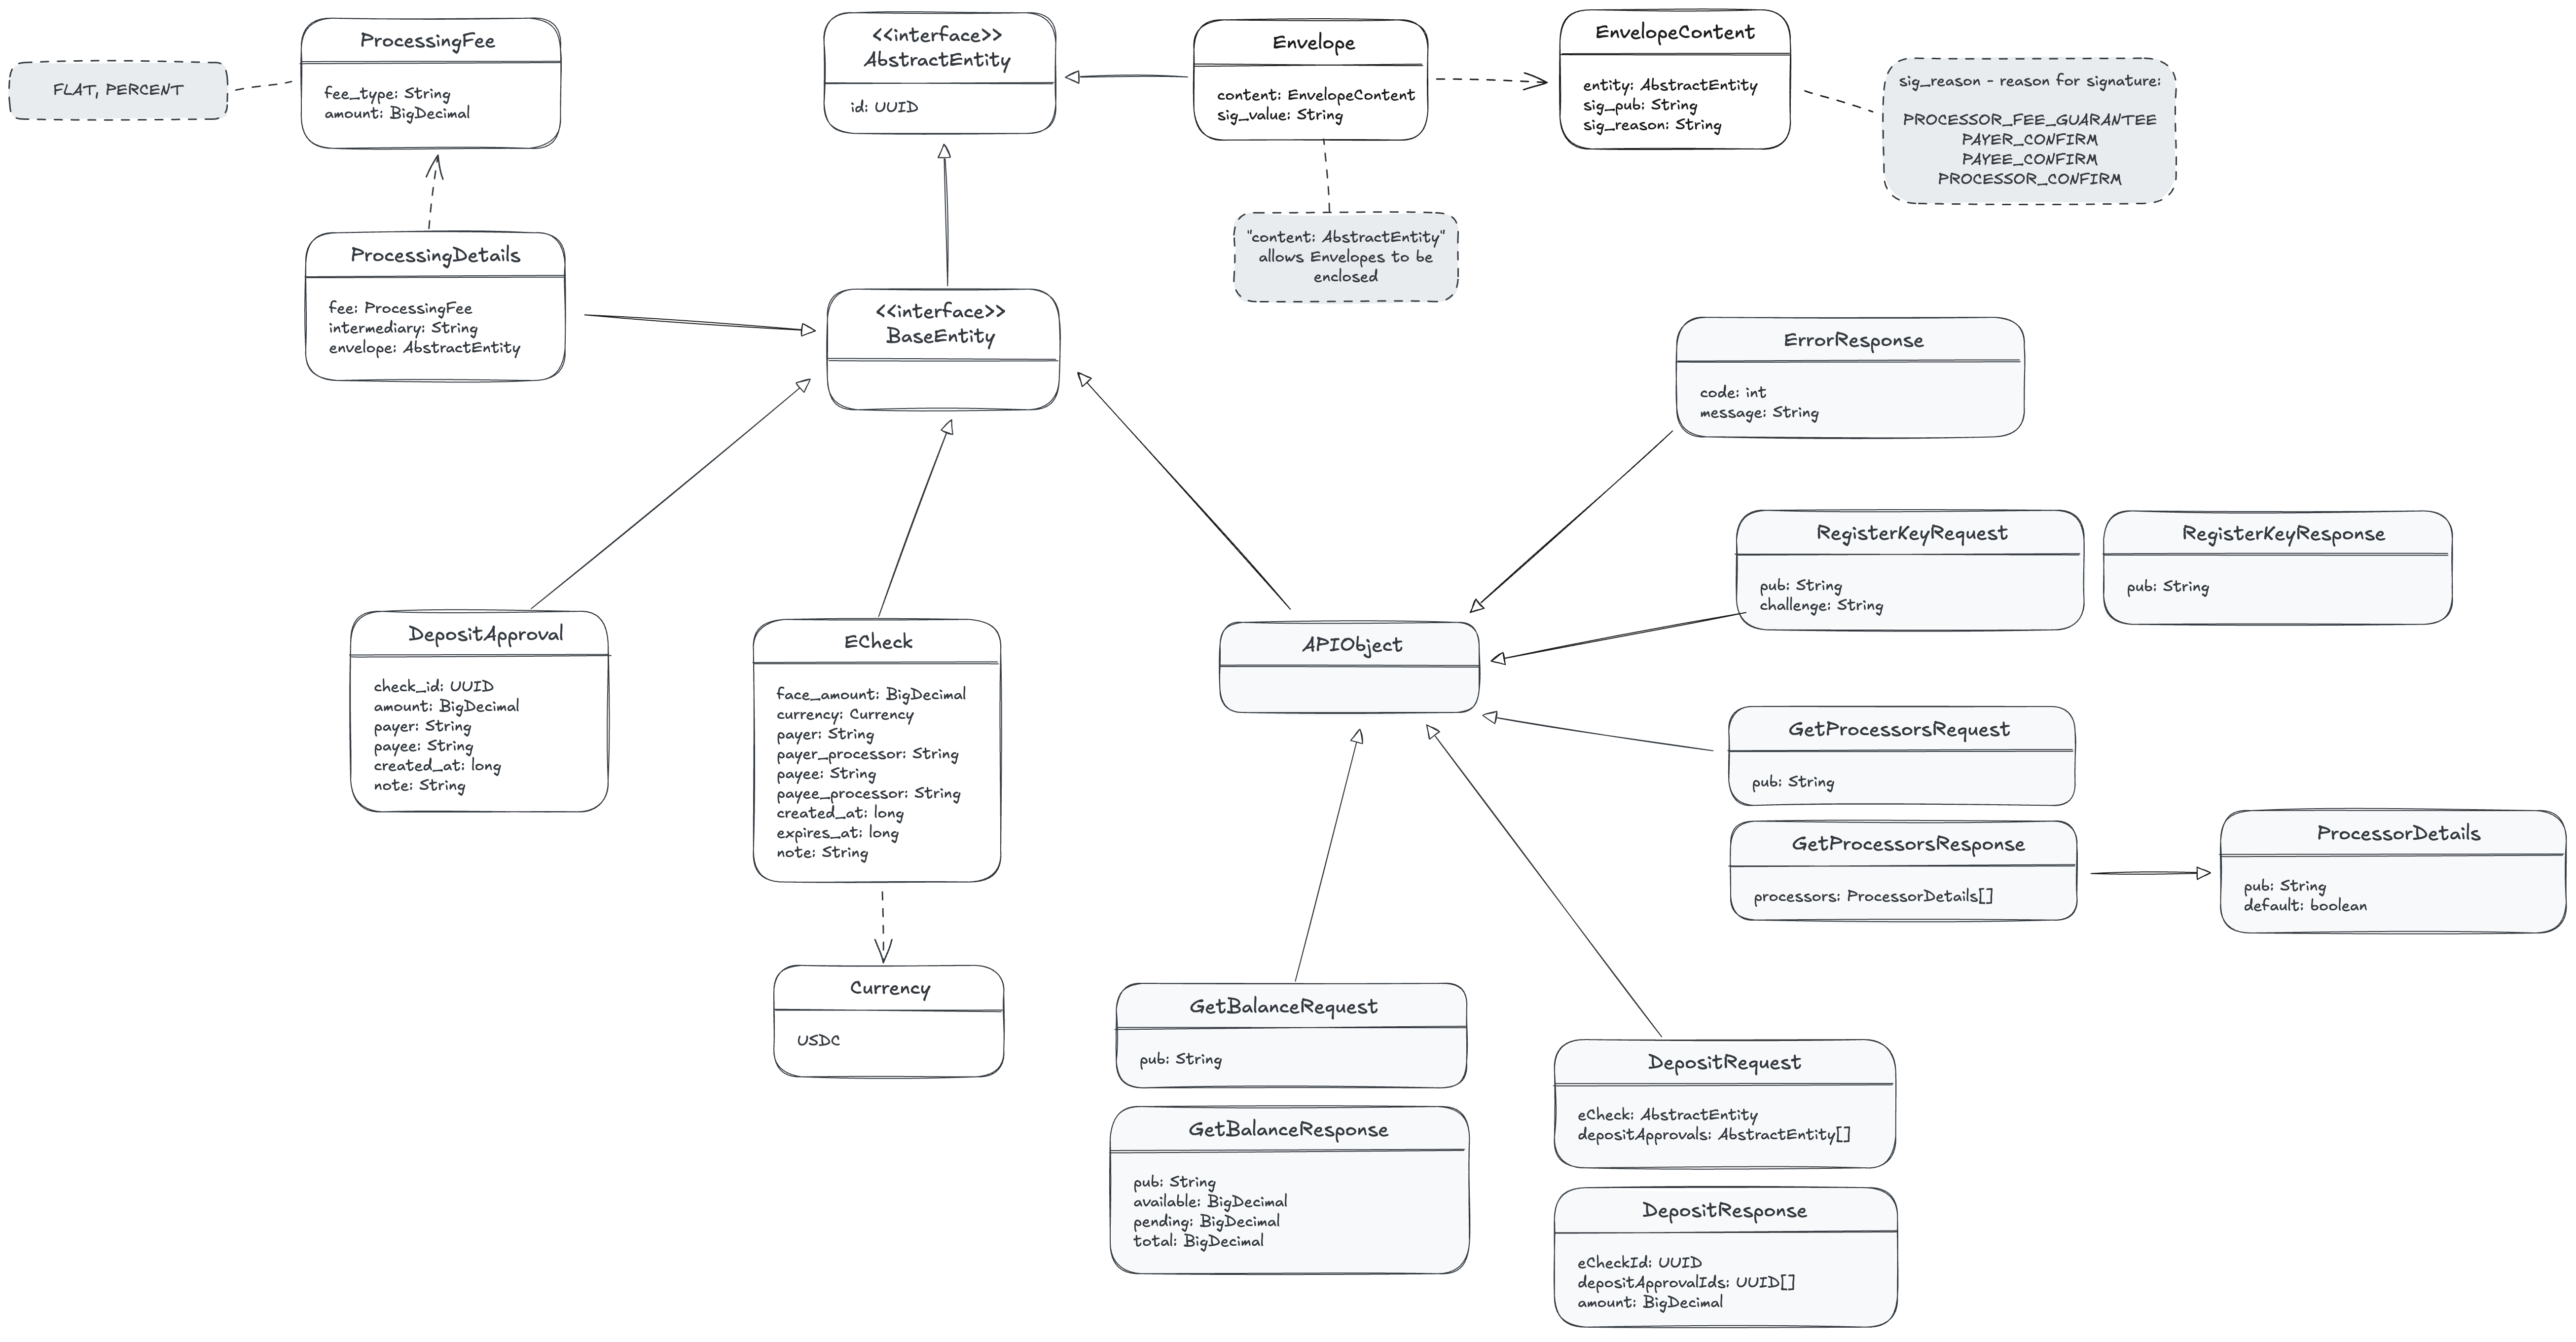 ProcessingFee
fee_type: String
amount: BigDecimal
FLAT, PERCENT
<<interface>>
AbstractEntity
id: UUID
Envelope
content: EnvelopeContent
sig_value: String
EnvelopeContent
entity: AbstractEntity
sig_pub: String
sig_reason: String
sig_reason - reason for signature:
PROCESSOR_FEE_GUARANTEE
PAYER_CONFIRM
PAYEE_CONFIRM
PROCESSOR_CONFIRM
"content: AbstractEntity"
allows Envelopes to be
enclosed
ProcessingDetails
fee: ProcessingFee
intermediary: String
envelope: AbstractEntity
<<interface>>
BaseEntity
ErrorResponse
code: int
message: String
RegisterKeyRequest
pub: String
challenge: String
RegisterKeyResponse
pub: String
DepositApproval
check_id: UUID
amount: BigDecimal
payer: String
payee: String
created_at: long
note: String
ECheck
face_amount: BigDecimal
currency: Currency
payer: String
payer_processor: String
payee: String
payee_processor: String
created_at: long
expires_at: long
note: String
APIObject
GetProcessorsRequest
pub: String
GetProcessorsResponse
processors: ProcessorDetails[]
ProcessorDetails
pub: String
default: boolean
Currency
USDC
GetBalanceRequest
pub: String
GetBalanceResponse
pub: String
available: BigDecimal
pending: BigDecimal
total: BigDecimal
DepositRequest
eCheck: AbstractEntity
depositApprovals: AbstractEntity[]
DepositResponse
eCheckId: UUID
depositApprovalIds: UUID[]
amount: BigDecimal